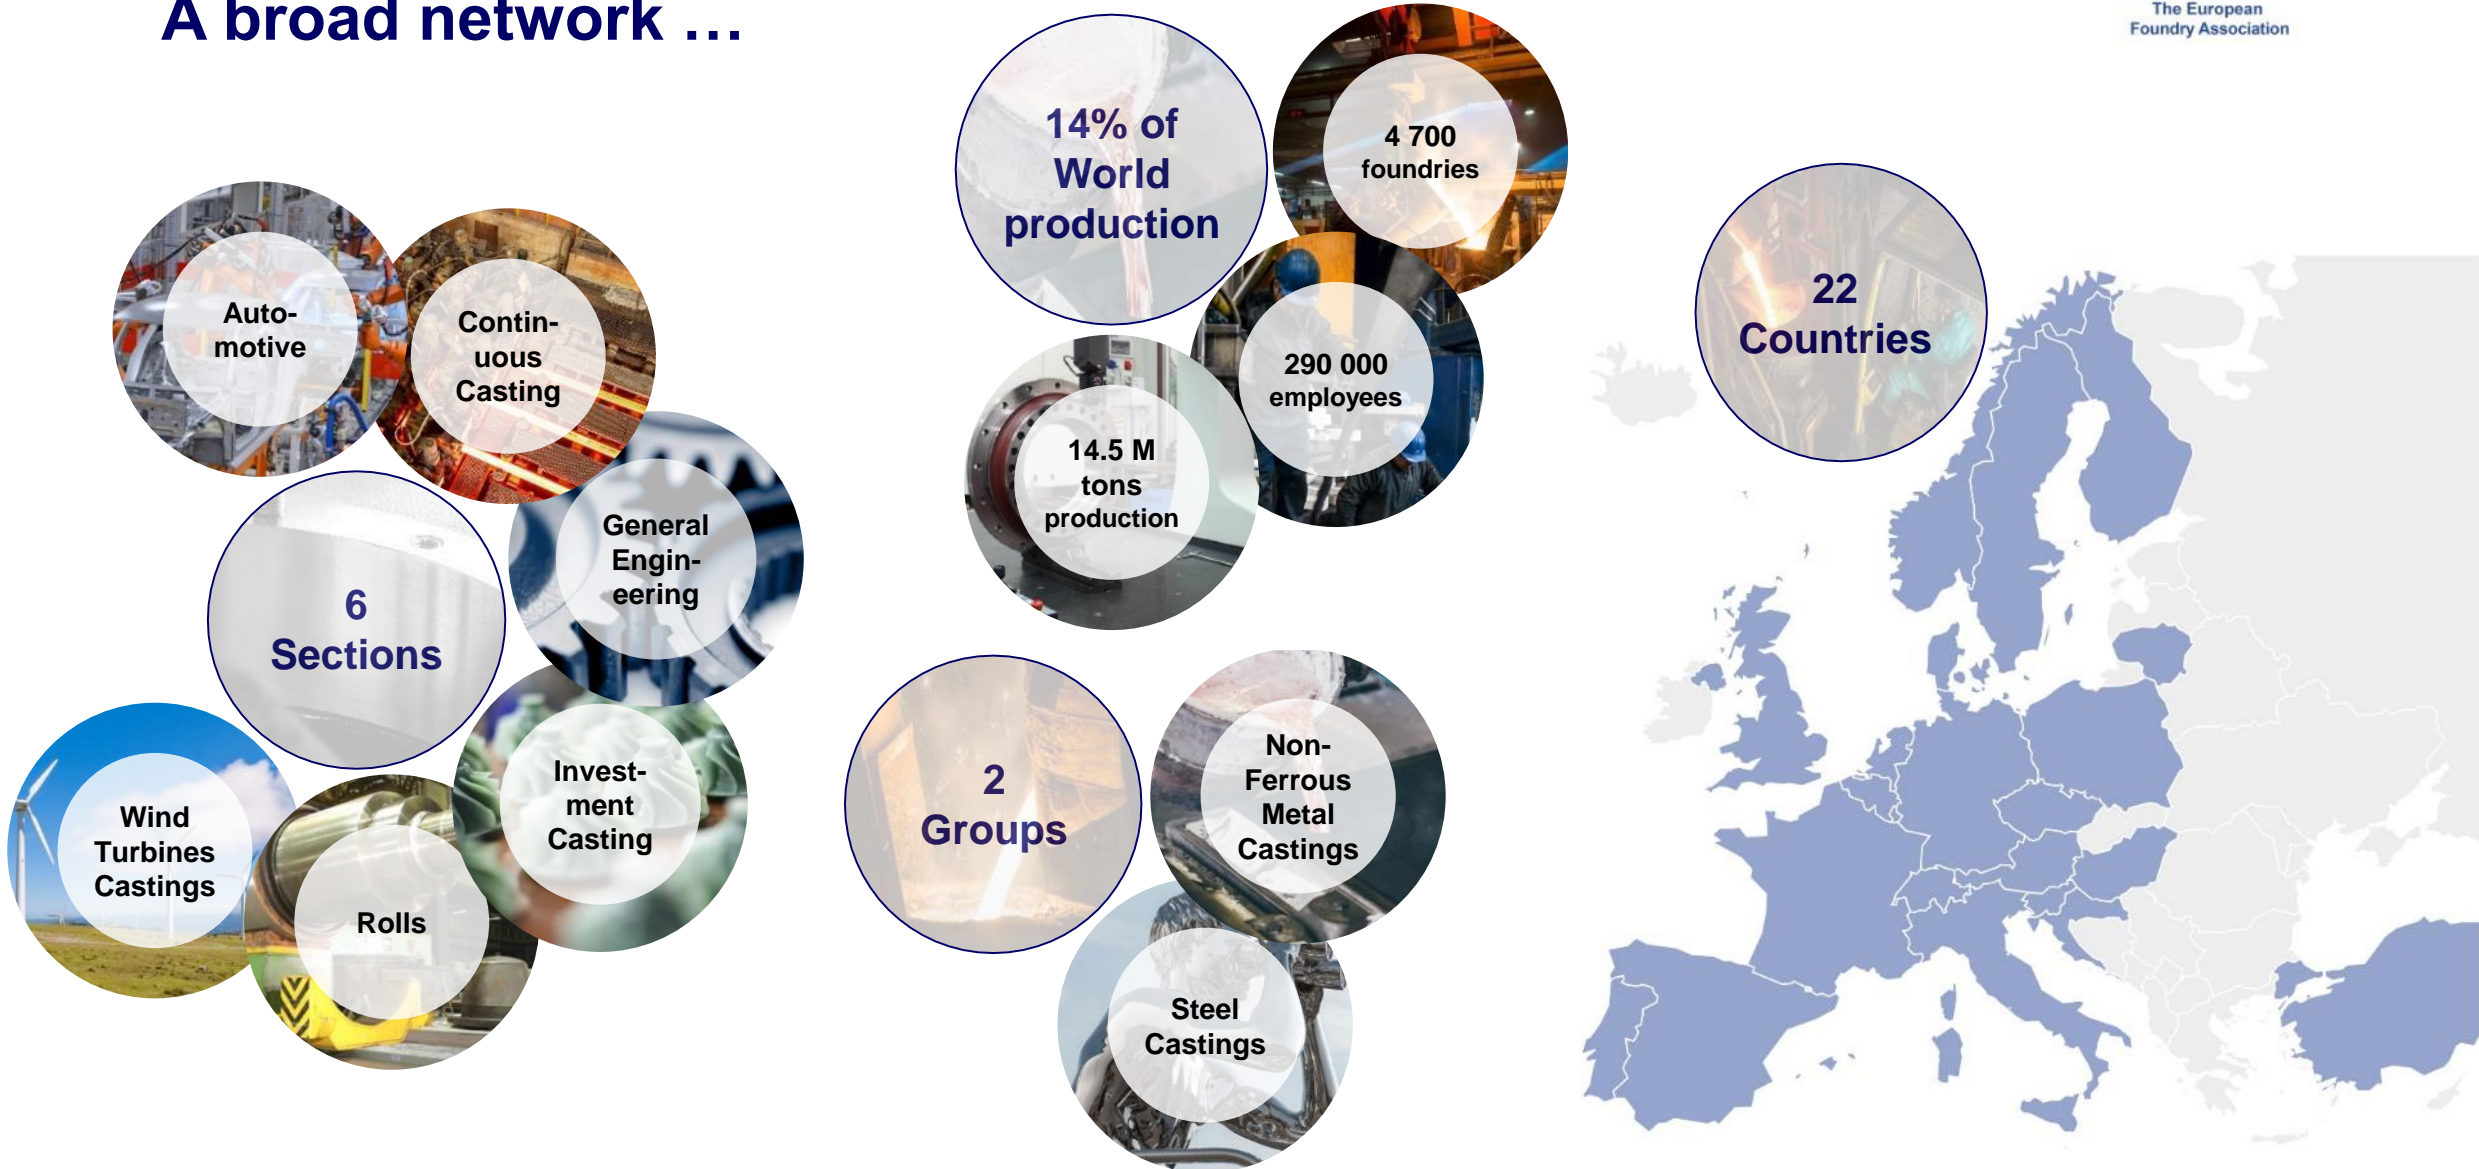 A broad network …
The European
Foundry Association
14% of
World
production
4 700
foundries
290 000
employees
14.5 M
tons
production
22
Countries
Auto-
motive
Contin-
uous
Casting
General
Engin-
eering
6
Sections
Invest-
ment
Casting
Wind
Turbines
Castings
Rolls
2
Groups
Non-
Ferrous
Metal
Castings
Steel
Castings